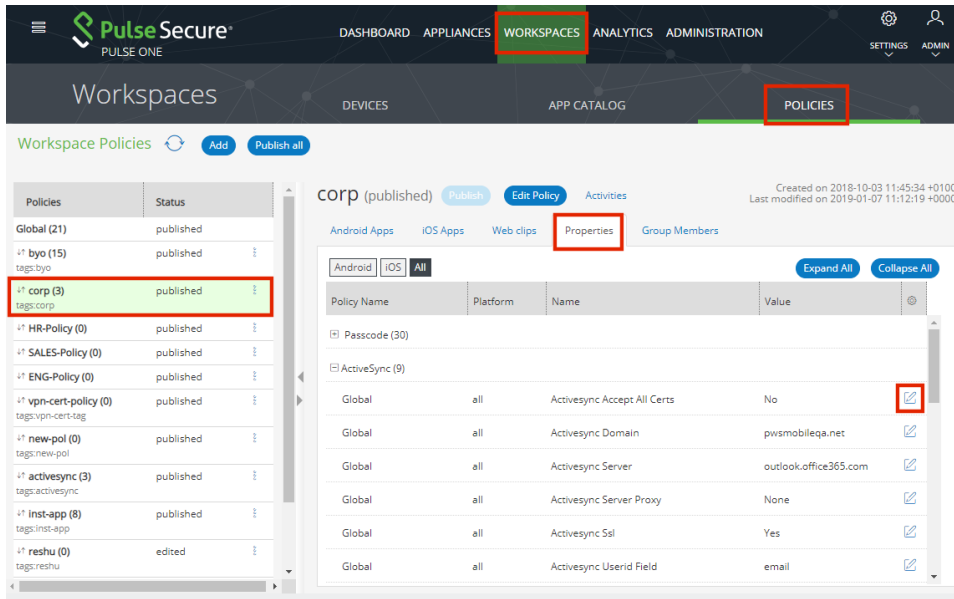 Pulse Secure®
PULSE ONE
DASHBOARD APPLIANCES WORKSPACES ANALYTICS ADMINISTRATION
SETTINGS ADMIN
Workspaces
DEVICES APP CATALOG POLICIES
Workspace Policies Add Publish all
Policies Status
Global (21) published
byo (15) published
tags:byo
corp (3) published
tags:corp
HR-Policy (0) published
SALES-Policy (0) published
ENG-Policy (0) published
vpn-cert-policy (0) published
tags:vpn-cert-tag
new-pol (0) published
tags:new-pol
activesync (3) published
tags:activesync
inst-app (8) published
tags:inst-app
reshu (0) edited
tags:reshu
corp (published) Publish Edit Policy Activities
Created on 2018-10-03 11:45:34 +0100
Last modified on 2019-01-07 11:12:19 +0000
Android Apps iOS Apps Web clips Properties Group Members
Android iOS All Expand All Collapse All
Policy Name Platform Name Value
Passcode (30)
ActiveSync (9)
Global all Activesync Accept All Certs No
Global all Activesync Domain pwsmobileqa.net
Global all Activesync Server outlook.office365.com
Global all Activesync Server Proxy None
Global all Activesync Ssl Yes
Global all Activesync Userid Field email